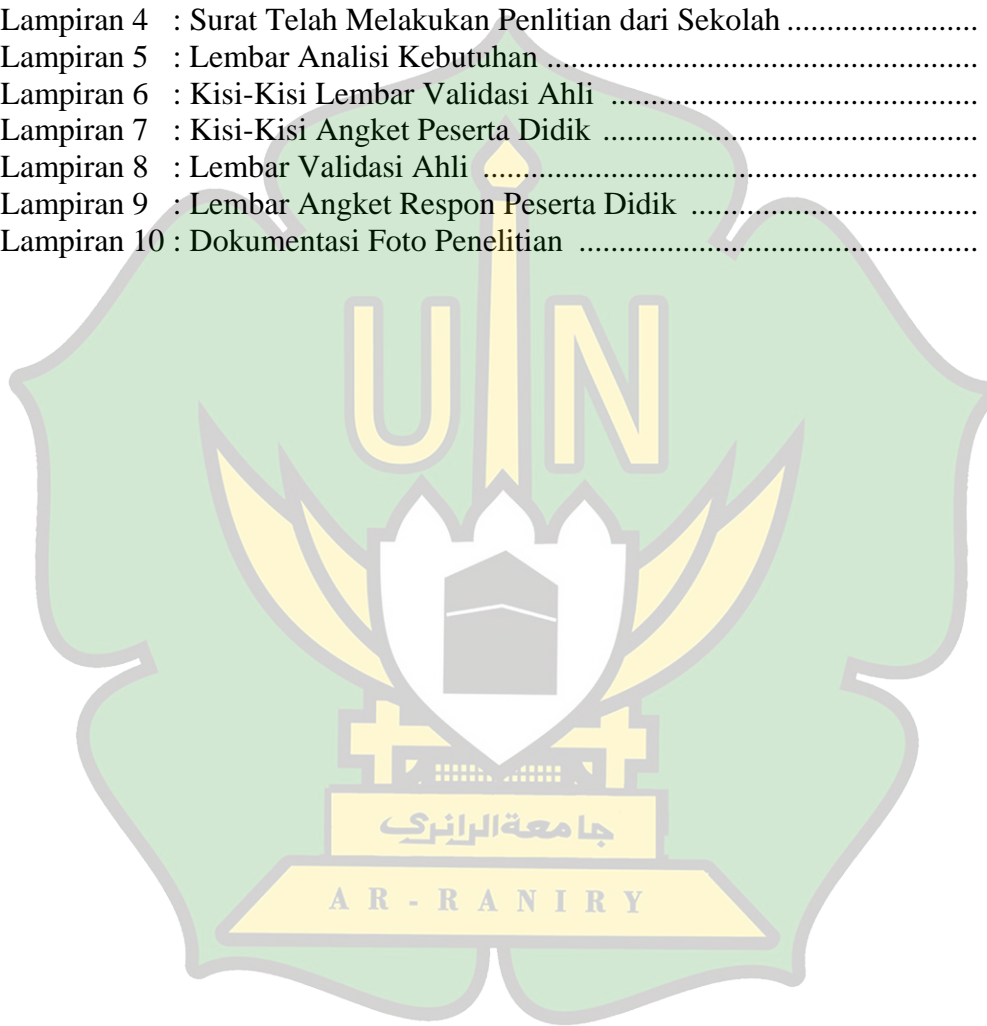 Lampiran 4 : Surat Telah Melakukan Penlitian dari Sekolah ........................
Lampiran 5 : Lembar Analisi Kebutuhan ......................................................
Lampiran 6 : Kisi-Kisi Lembar Validasi Ahli ..............................................
Lampiran 7 : Kisi-Kisi Angket Peserta Didik ...............................................
Lampiran 8 : Lembar Validasi Ahli ..............................................................
Lampiran 9 : Lembar Angket Respon Peserta Didik ....................................
Lampiran 10 : Dokumentasi Foto Penelitian ..................................................
UIN
جامعةالرانري
AR-RANIRY